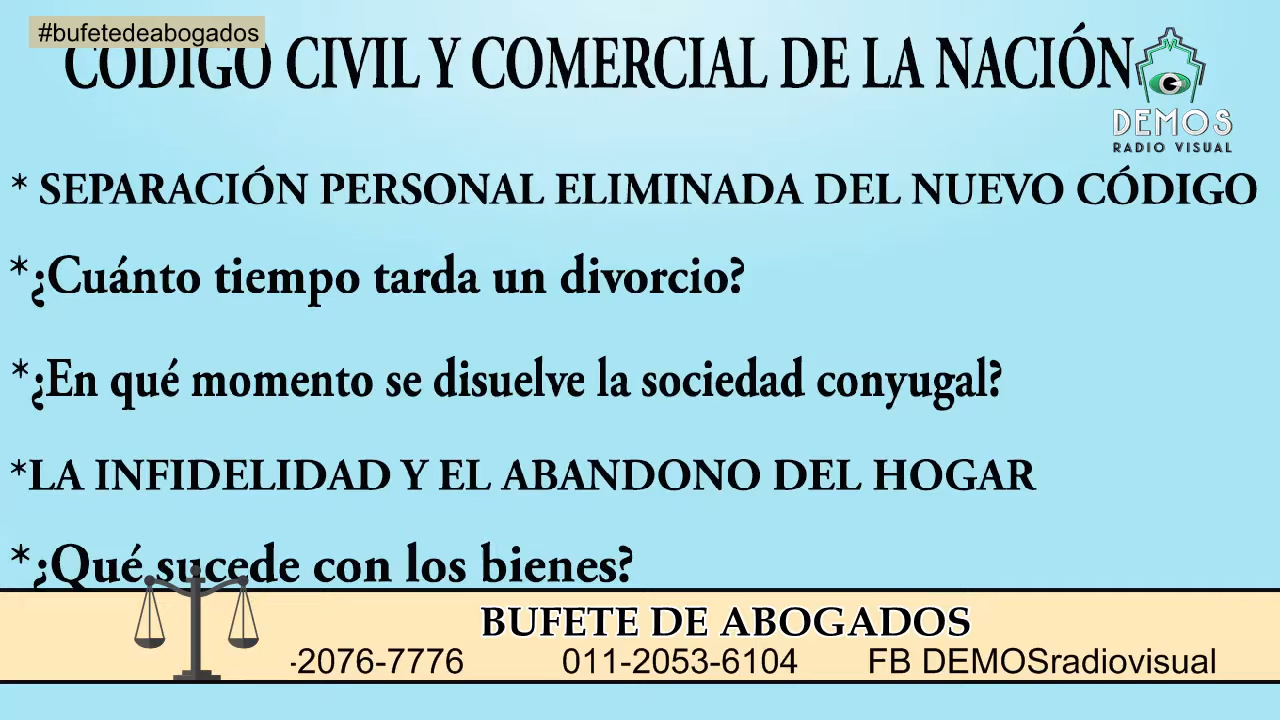 #bufetedeabogados
CÓDIGO CIVIL Y COMERCIAL DE LA NACIÓN
DEMOS
RADIO VISUAL
* SEPARACIÓN PERSONAL ELIMINADA DEL NUEVO CÓDIGO
*¿Cuánto tiempo tarda un divorcio?
*¿En qué momento se disuelve la sociedad conyugal?
*LA INFIDELIDAD Y EL ABANDONO DEL HOGAR
*¿Qué sucede con los bienes?
BUFETE DE ABOGADOS
-2076-7776 011-2053-6104 FB DEMOSradiovisual